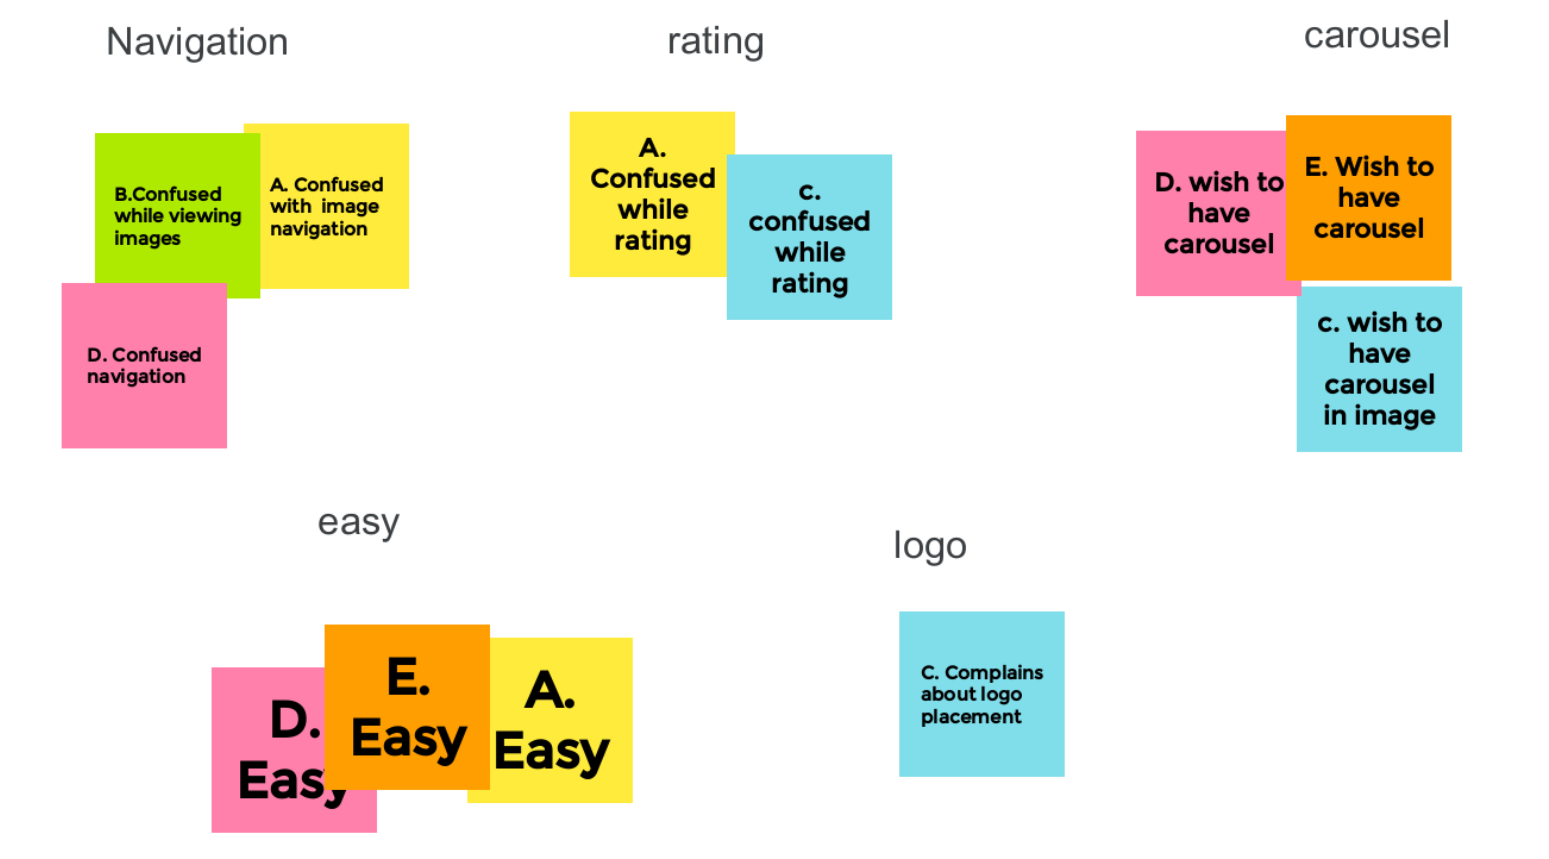 Navigation
rating
carousel
B.Confused
while viewing
images
A. Confused
with image
navigation
D. Confused
navigation
A.
Confused
while
rating
c.
confused
while
rating
D. wish to
have
carousel
E. Wish to
have
carousel
c. wish to
have
carousel
in image
easy
logo
D.
Easy
E.
Easy
A.
Easy
C. Complains
about logo
placement